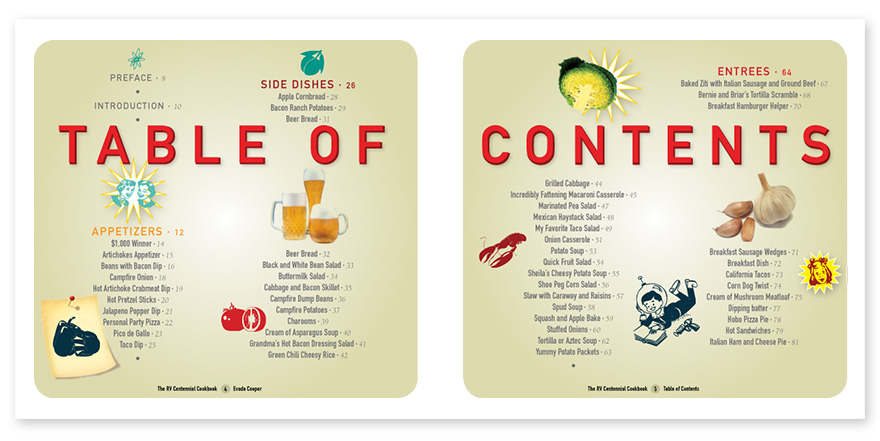 PREFACE • 8
INTRODUCTION • 10
SIDE DISHES • 26
Apple Cornbread • 28
Bacon Ranch Potatoes • 29
Beer Bread • 31
TABLE OF
APPETIZERS • 12
$1,000 Winner • 14
Artichokes Appetizer • 15
Beans with Bacon Dip • 16
Campfire Onion • 18
Hot Artichoke Crabmeat Dip • 19
Hot Pretzel Sticks • 20
Jalapeno Popper Dip • 21
Personal Party Pizza • 22
Pico de Gallo • 23
Taco Dip • 25
Beer Bread • 32
Black and White Bean Salad • 33
Buttermilk Salad • 34
Cabbage and Bacon Skillet • 35
Campfire Dump Beans • 36
Campfire Potatoes • 37
Charooms • 39
Cream of Asparagus Soup • 40
Grandma's Hot Bacon Dressing Salad • 41
Green Chili Cheesy Rice • 42
The RV Centennial Cookbook 4 Evada Cooper
ENTREES • 64
Baked Ziti with Italian Sausage and Ground Beef • 67
Bernie and Briar's Tortilla Scramble • 68
Breakfast Hamburger Helper • 70
CONTENTS
Grilled Cabbage • 44
Incredibly Fattening Macaroni Casserole • 45
Marinated Pea Salad • 47
Mexican Haystack Salad • 48
My Favorite Taco Salad • 49
Onion Casserole • 51
Potato Soup • 53
Quick Fruit Salad • 54
Sheila's Cheesy Potato Soup • 55
Shoe Peg Corn Salad • 56
Slaw with Caraway and Raisins • 57
Spud Soup • 58
Squash and Apple Bake • 59
Stuffed Onions • 60
Tortilla or Aztec Soup • 62
Yummy Potato Packets • 63
Breakfast Sausage Wedges • 71
Breakfast Dish • 72
California Tacos • 73
Corn Dog Twist • 74
Cream of Mushroom Meatloaf • 75
Dipping batter • 77
Hobo Pizza Pie • 78
Hot Sandwiches • 79
Italian Ham and Cheese Pie • 81
The RV Centennial Cookbook 5 Table of Contents